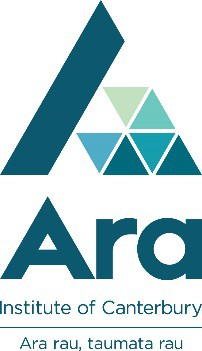 Ara
Institute of Canterbury
Ara rau, taumata rau